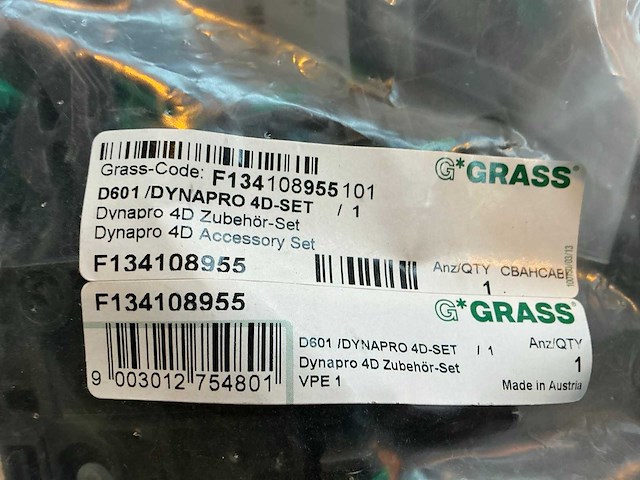 Grass-Code: F134108955101
G*GRASS®
D601 /DYNAPRO 4D-SET / 1
Dynapro 4D Zubehör-Set
Dynapro 4D Accessory Set
F134108955
Anz/QTY CBAHCABF
1
F134108955
G*GRASS®
D601 /DYNAPRO 4D-SET / 1
Anz/QTY
Dynapro 4D Zubehör-Set
1
VPE 1
Made in Austria
9 003012 754801